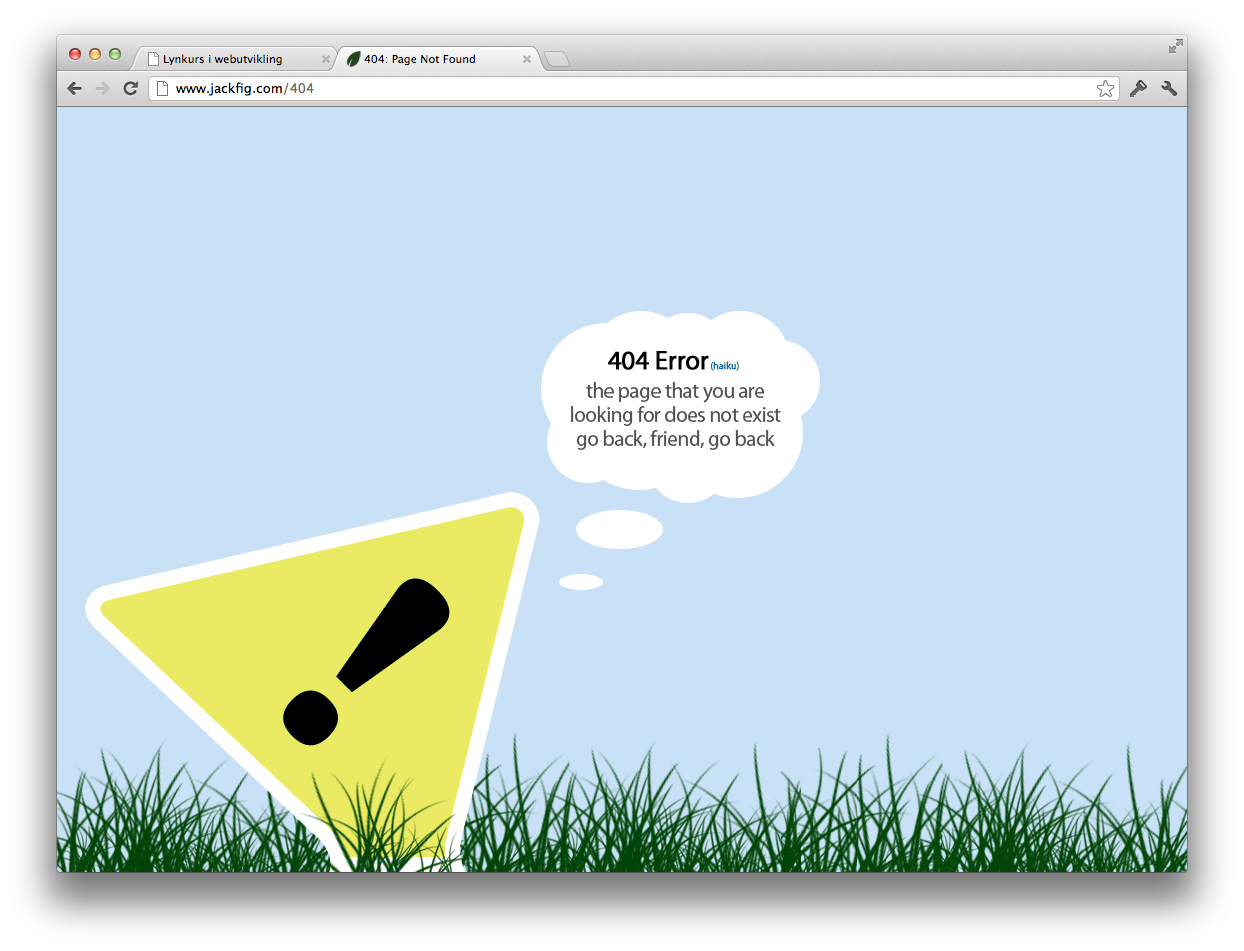 Lynkurs i webutvikling
404: Page Not Found
www.jackfig.com/404
404 Error (haiku)
the page that you are
looking for does not exist
go back, friend, go back